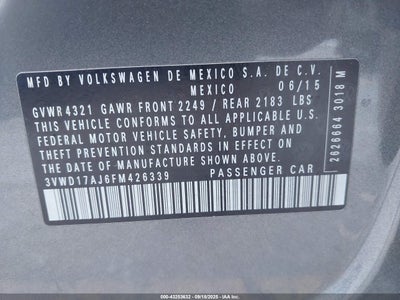 MFD BY VOLKSWAGEN DE MEXICO S.A. DE C.V.
MEXICO 06/15
GVWR 4321 GAWR FRONT 2249 / REAR 2183 LBS
THIS VEHICLE CONFORMS TO ALL APPLICABLE U.S.
FEDERAL MOTOR VEHICLE SAFETY, BUMPER AND
THEFT PREVENTION STANDARDS IN EFFECT ON
THE DATE OF MANUFACTURE SHOWN ABOVE.
3VWD17AJ6FM426339 PASSENGER CAR
2626664 3018 M
000-43253632 - 09/18/2025 - IAAI.COM